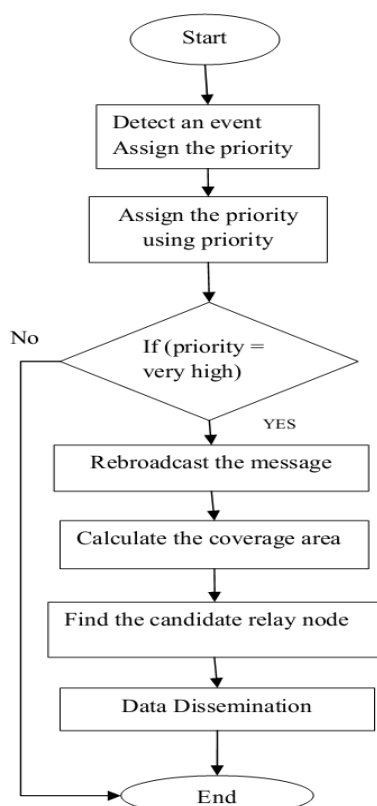 Start
Detect an event
Assign the priority
Assign the priority
using priority
No
If (priority =
very high)
YES
Rebroadcast the message
Calculate the coverage area
Find the candidate relay node
Data Dissemination
End